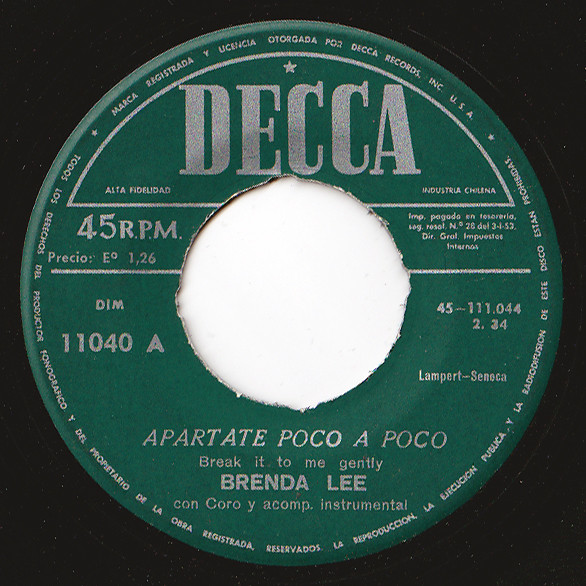 ★ MARCA REGISTRADA Y LICENCIA OTORGADA POR DECCA RECORDS, INC. U.S.A. ★
DECCA
ALTA FIDELIDAD
INDUSTRIA CHILENA
45 R.P.M.
Precio: Eº 1,26
Imp. pagado en tesorería,
seg. resol. N.º 28 del 3-I-53.
Dir. Gral. Impuestos
Internos
DIM
11040 A
45-111.044
2. 34
Lampert-Seneca
APARTATE POCO A POCO
Break it to me gently
BRENDA LEE
con Coro y acomp. instrumental
TODOS LOS DERECHOS DEL PRODUCTOR FONOGRAFICO Y DEL PROPIETARIO DE LA OBRA REGISTRADA, RESERVADOS. LA REPRODUCCION, LA EJECUCION PUBLICA, Y LA RADIODIFUSION DE ESTE DISCO ESTAN PROHIBIDAS.